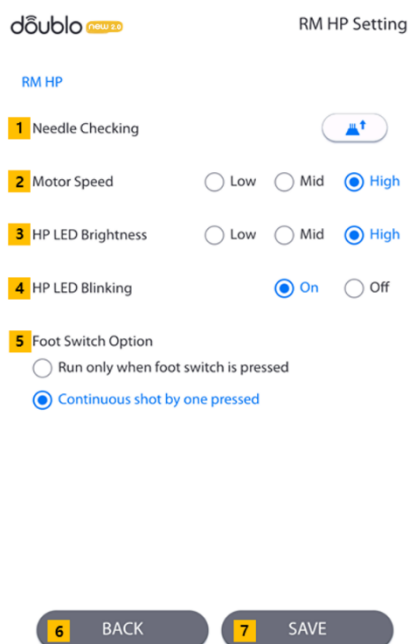 doublo new 2.0
RM HP Setting
RM HP
1 Needle Checking
2 Motor Speed Low Mid High
3 HP LED Brightness Low Mid High
4 HP LED Blinking On Off
5 Foot Switch Option
Run only when foot switch is pressed
Continuous shot by one pressed
6 BACK
7 SAVE